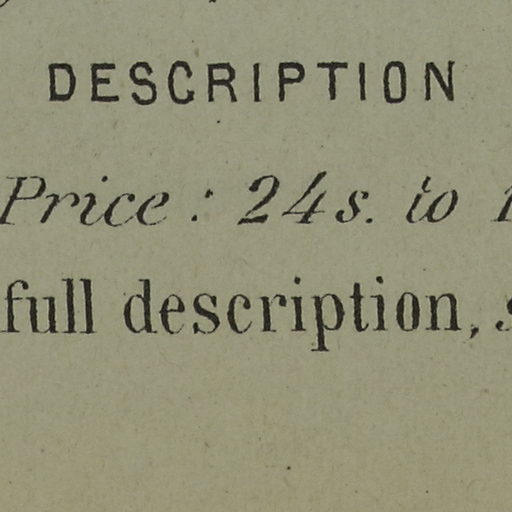 DESCRIPTION
Price : 24s. to
full description,